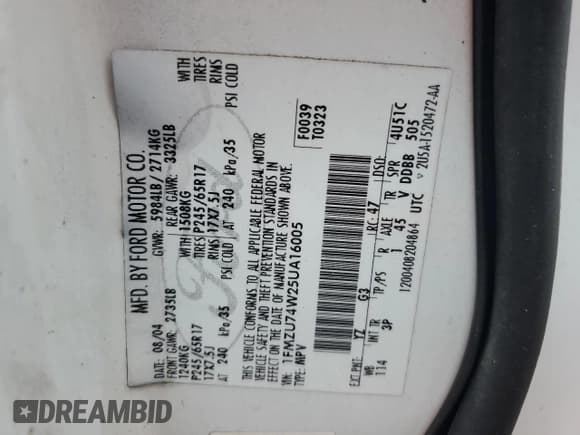 MFD. BY FORD MOTOR CO.
DATE: 08/04 GVWR: 5984LB / 2714KG
FRONT GAWR: 2735LB REAR GAWR: 3325LB
1240KG WITH 1508KG WITH
P245/65R17 TIRES P245/65R17 TIRES
17X7.5J RIMS 17X7.5J RIMS
AT 240 kPa/35 PSI COLD AT 240 kPa/35 PSI COLD
THIS VEHICLE CONFORMS TO ALL APPLICABLE FEDERAL MOTOR
VEHICLE SAFETY AND THEFT PREVENTION STANDARDS IN
EFFECT ON THE DATE OF MANUFACTURE SHOWN ABOVE.
VIN: 1FMZU74W25UA16005 F0039
TYPE: MPV T0323
EXT PNT: YZ G3 RC: 47 DSO: 4U51C
WB INT TR TP/PS R AXLE TR SPR
114 3P 1 45 V DDBB 505
1200408204864 UTC
2U5A-1520472-AA
Ford
DREAMBID